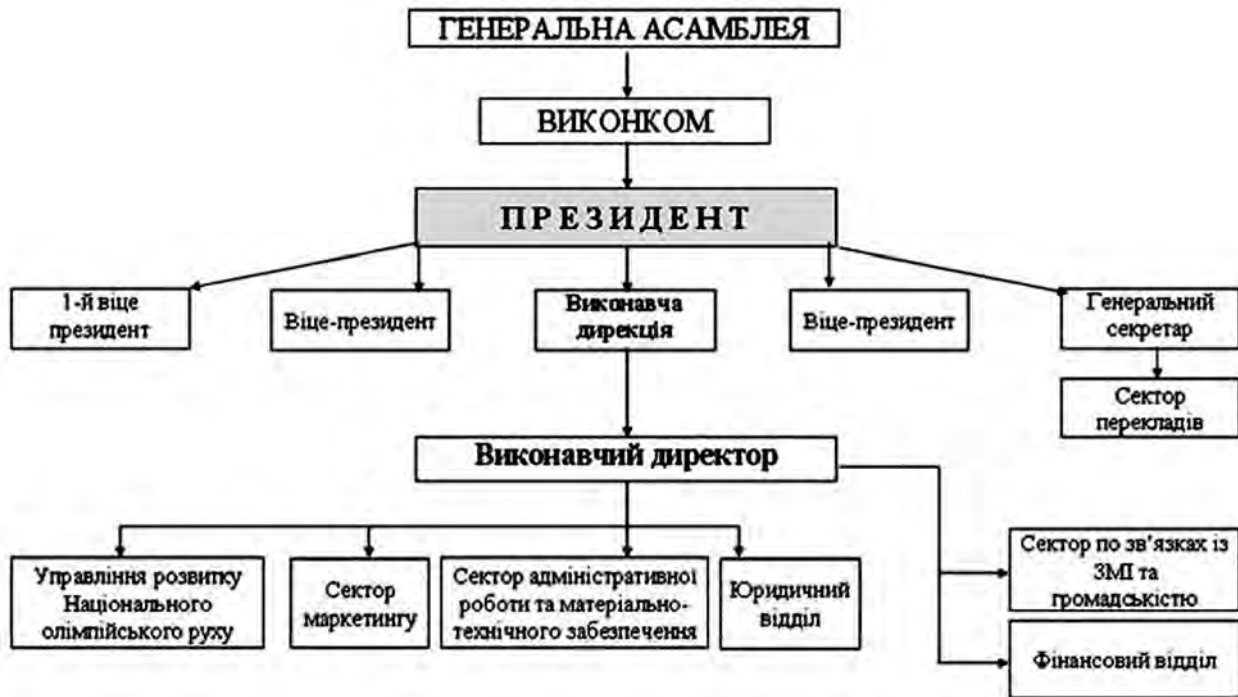 ГЕНЕРАЛЬНА АСАМБЛЕЯ
ВИКОНКОМ
ПРЕЗИДЕНТ
1-й віце
президент
Віце-президент
Виконавча
дирекція
Віце-президент
Генеральний
секретар
Сектор
перекладів
Виконавчий директор
Управління розвитку
Національного
олімпійського руху
Сектор
маркетингу
Сектор адміністративної
роботи та матеріально-
технічного забезпечення
Юридичний
відділ
Сектор по зв’язках із
ЗМІ та
громадськістю
Фінансовий відділ